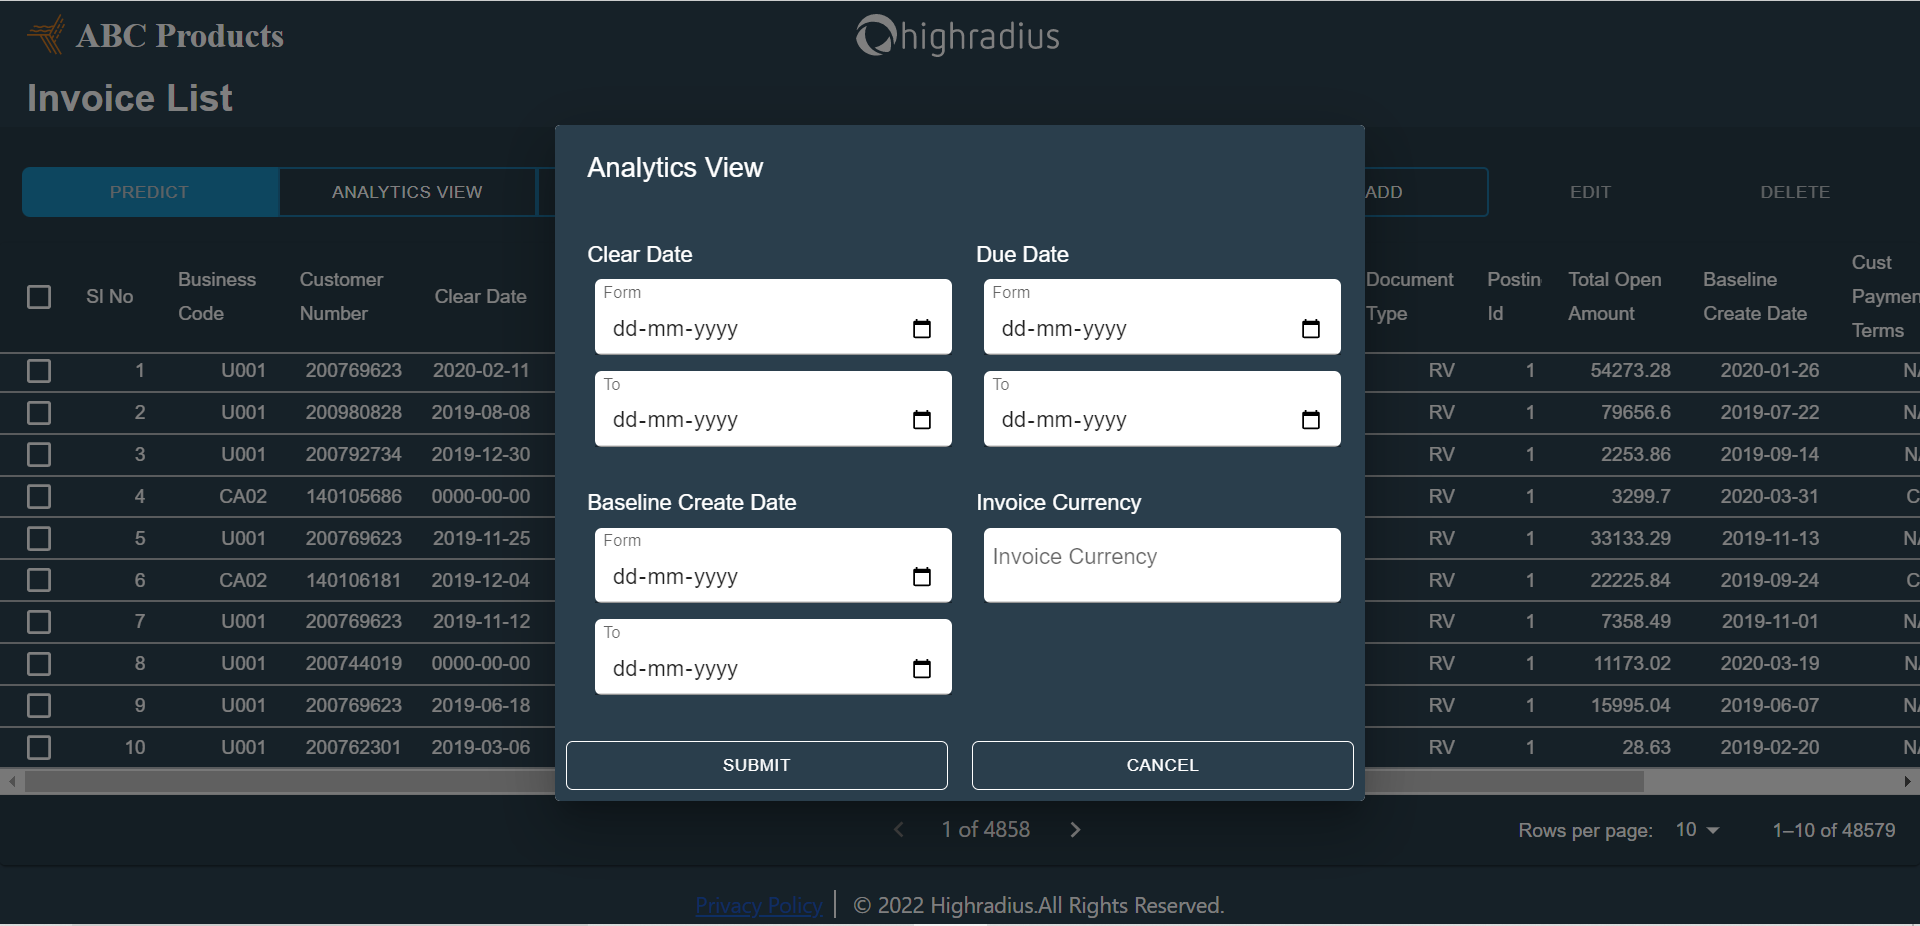 ABC Products
highradius
Invoice List
PREDICT
ANALYTICS VIEW
ADD
EDIT
DELETE
Analytics View
Clear Date
Form
dd-mm-yyyy
To
dd-mm-yyyy
Due Date
Form
dd-mm-yyyy
To
dd-mm-yyyy
Baseline Create Date
Form
dd-mm-yyyy
To
dd-mm-yyyy
Invoice Currency
Invoice Currency
SUBMIT
CANCEL
Sl No
Business
Code
Customer
Number
Clear Date
Document
Type
Postin
Id
Total Open
Amount
Baseline
Create Date
Cust
Paymen
Terms
1 U001 200769623 2020-02-11 RV 1 54273.28 2020-01-26 NA
2 U001 200980828 2019-08-08 RV 1 79656.6 2019-07-22 NA
3 U001 200792734 2019-12-30 RV 1 2253.86 2019-09-14 N
4 CA02 140105686 0000-00-00 RV 1 3299.7 2020-03-31 C
5 U001 200769623 2019-11-25 RV 1 33133.29 2019-11-13 NA
6 CA02 140106181 2019-12-04 RV 1 22225.84 2019-09-24 C
7 U001 200769623 2019-11-12 RV 1 7358.49 2019-11-01 NA
8 U001 200744019 0000-00-00 RV 1 11173.02 2020-03-19 NA
9 U001 200769623 2019-06-18 RV 1 15995.04 2019-06-07 NA
10 U001 200762301 2019-03-06 RV 1 28.63 2019-02-20 NA
1 of 4858
Rows per page: 10
1–10 of 48579
Privacy Policy | © 2022 Highradius.All Rights Reserved.